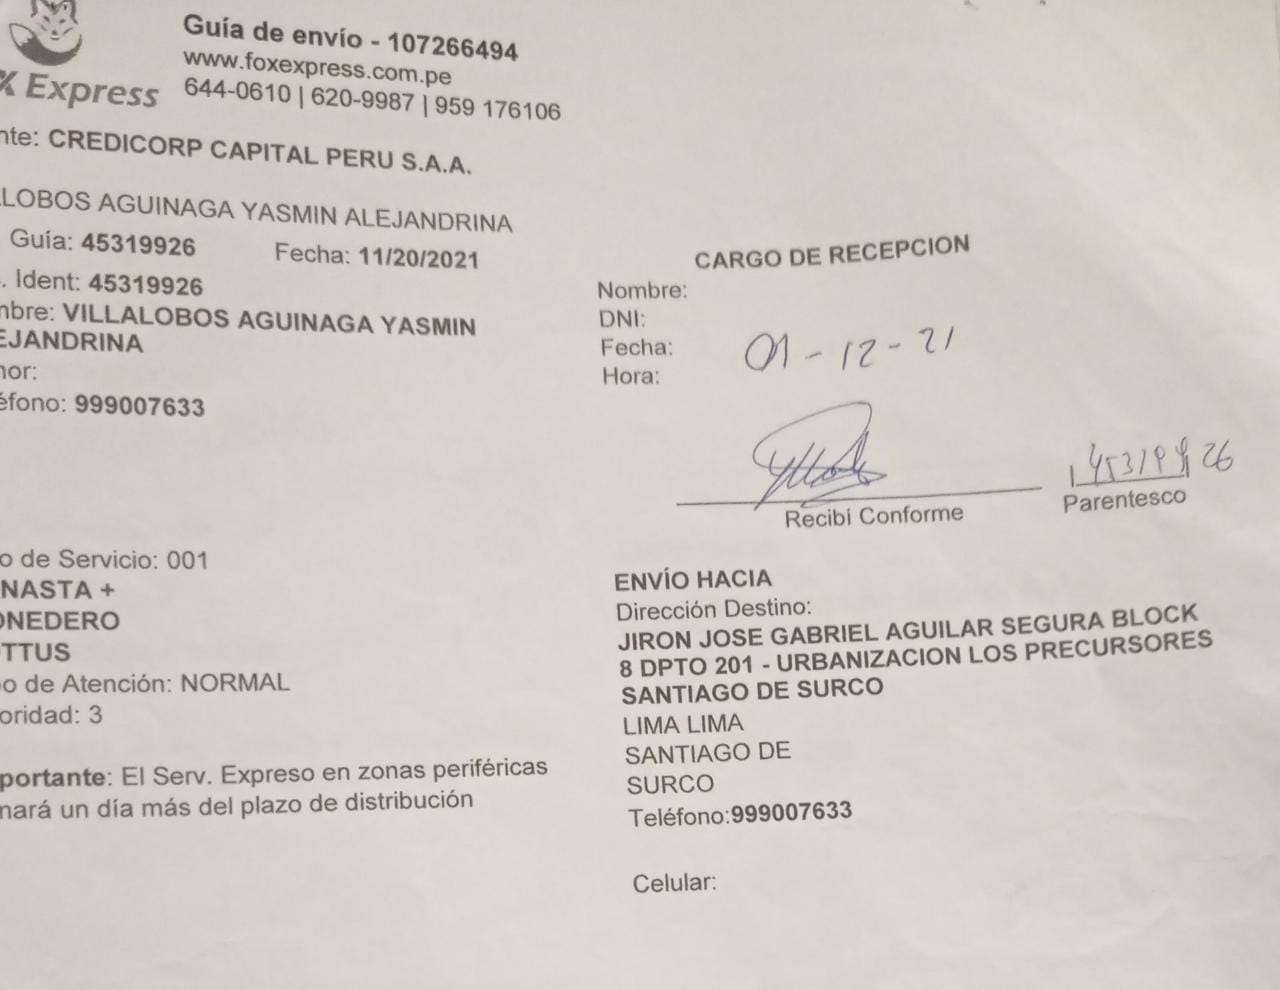 Guía de envío - 107266494
www.foxexpress.com.pe
X Express
644-0610 | 620-9987 | 959 176106
nte: CREDICORP CAPITAL PERU S.A.A.
LOBOS AGUINAGA YASMIN ALEJANDRINA
Guía: 45319926 Fecha: 11/20/2021
. Ident: 45319926
mbre: VILLALOBOS AGUINAGA YASMIN
EJANDRINA
nor:
éfono: 999007633
CARGO DE RECEPCION
Nombre:
DNI:
Fecha: 01-12-21
Hora:
45319926
Recibí Conforme
Parentesco
o de Servicio: 001
NASTA +
ONEDERO
TTUS
po de Atención: NORMAL
oridad: 3
portante: El Serv. Expreso en zonas periféricas
mará un día más del plazo de distribución
ENVÍO HACIA
Dirección Destino:
JIRON JOSE GABRIEL AGUILAR SEGURA BLOCK
8 DPTO 201 - URBANIZACION LOS PRECURSORES
SANTIAGO DE SURCO
LIMA LIMA
SANTIAGO DE
SURCO
Teléfono:999007633
Celular: